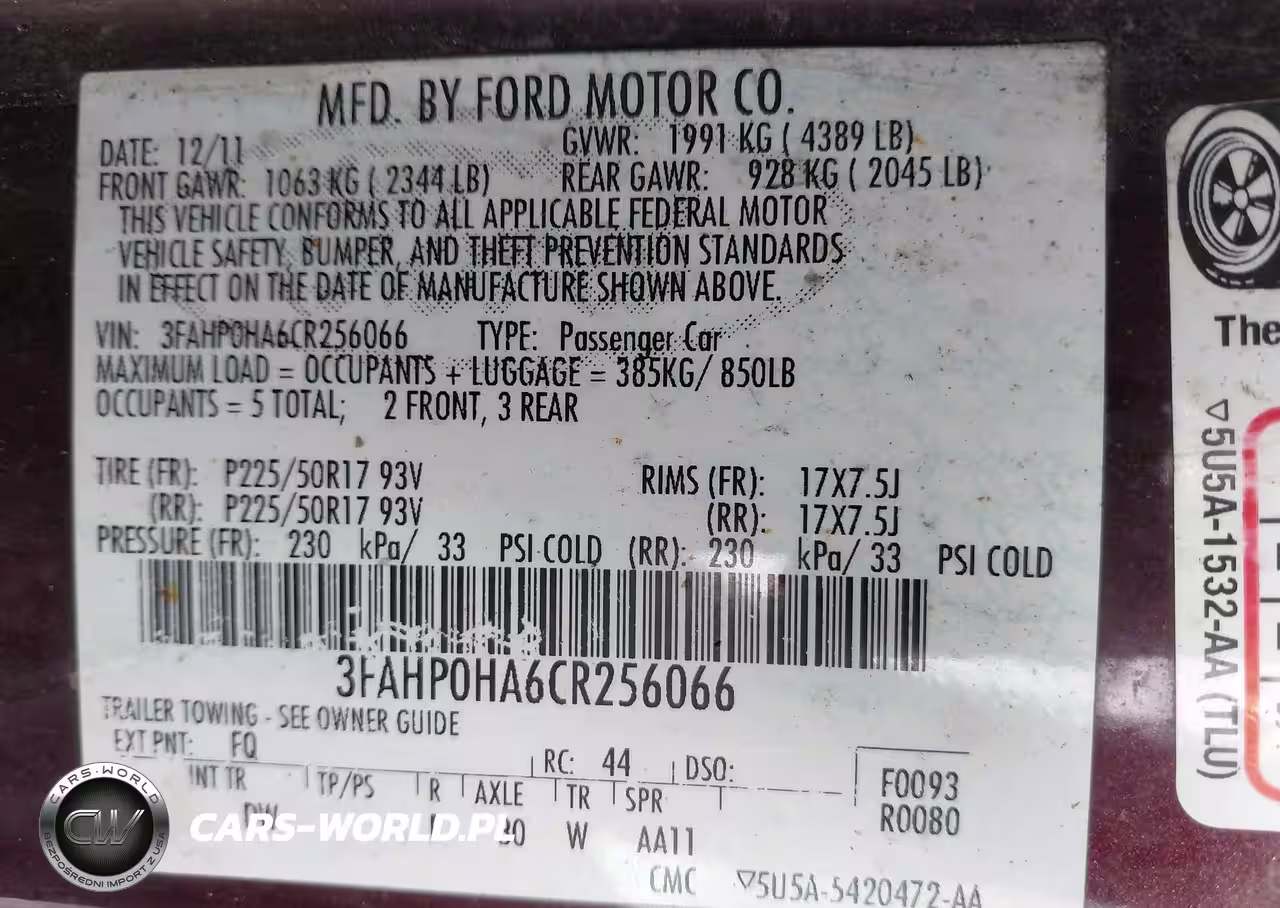 MFD. BY FORD MOTOR CO.
DATE: 12/11 GVWR: 1991 KG ( 4389 LB)
FRONT GAWR: 1063 KG ( 2344 LB) REAR GAWR: 928 KG ( 2045 LB)
THIS VEHICLE CONFORMS TO ALL APPLICABLE FEDERAL MOTOR
VEHICLE SAFETY, BUMPER, AND THEFT PREVENTION STANDARDS
IN EFFECT ON THE DATE OF MANUFACTURE SHOWN ABOVE.
VIN: 3FAHP0HA6CR256066 TYPE: Passenger Car
MAXIMUM LOAD = OCCUPANTS + LUGGAGE = 385KG/ 850LB
OCCUPANTS = 5 TOTAL; 2 FRONT, 3 REAR
TIRE (FR): P225/50R17 93V RIMS (FR): 17X7.5J
(RR): P225/50R17 93V (RR): 17X7.5J
PRESSURE (FR): 230 kPa/ 33 PSI COLD (RR): 230 kPa/ 33 PSI COLD
3FAHP0HA6CR256066
TRAILER TOWING - SEE OWNER GUIDE
EXT PNT: FQ RC: 44 DSO: F0093
INT TR TP/PS R AXLE TR SPR R0080
W AA11
CMC ▽5U5A-5420472-AA
The
▽5U5A-1532-AA (TLU)
CARS-WORLD
CW
BEZPOŚREDNI IMPORT Z USA
CARS-WORLD.PL